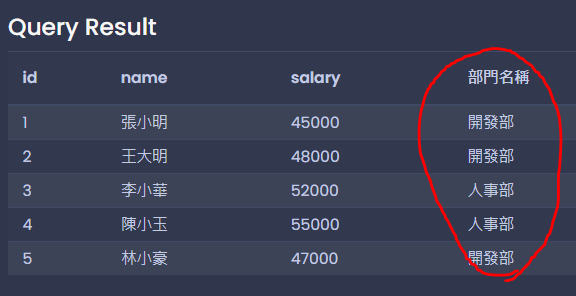 Query Result
id name salary 部門名稱
1 張小明 45000 開發部
2 王大明 48000 開發部
3 李小華 52000 人事部
4 陳小玉 55000 人事部
5 林小豪 47000 開發部